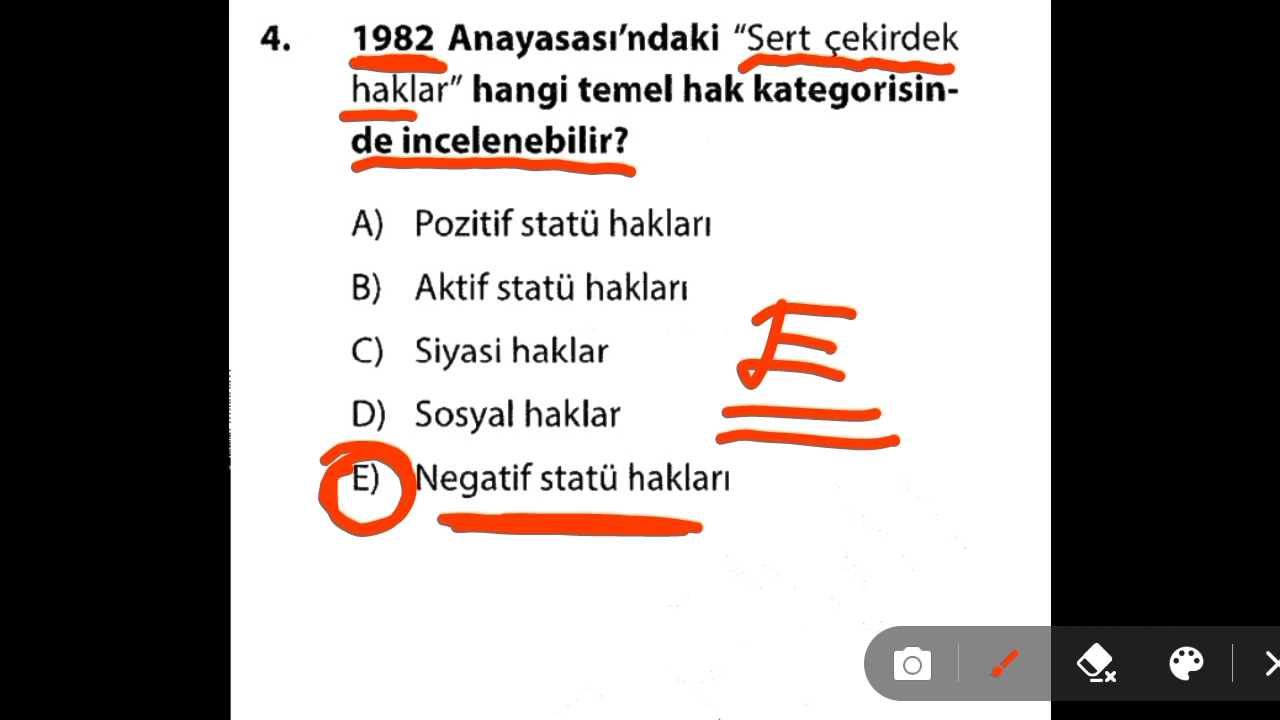 4. 1982 Anayasası'ndaki "Sert çekirdek
haklar" hangi temel hak kategorisin-
de incelenebilir?
A) Pozitif statü hakları
B) Aktif statü hakları
C) Siyasi haklar
D) Sosyal haklar
E) Negatif statü hakları
E